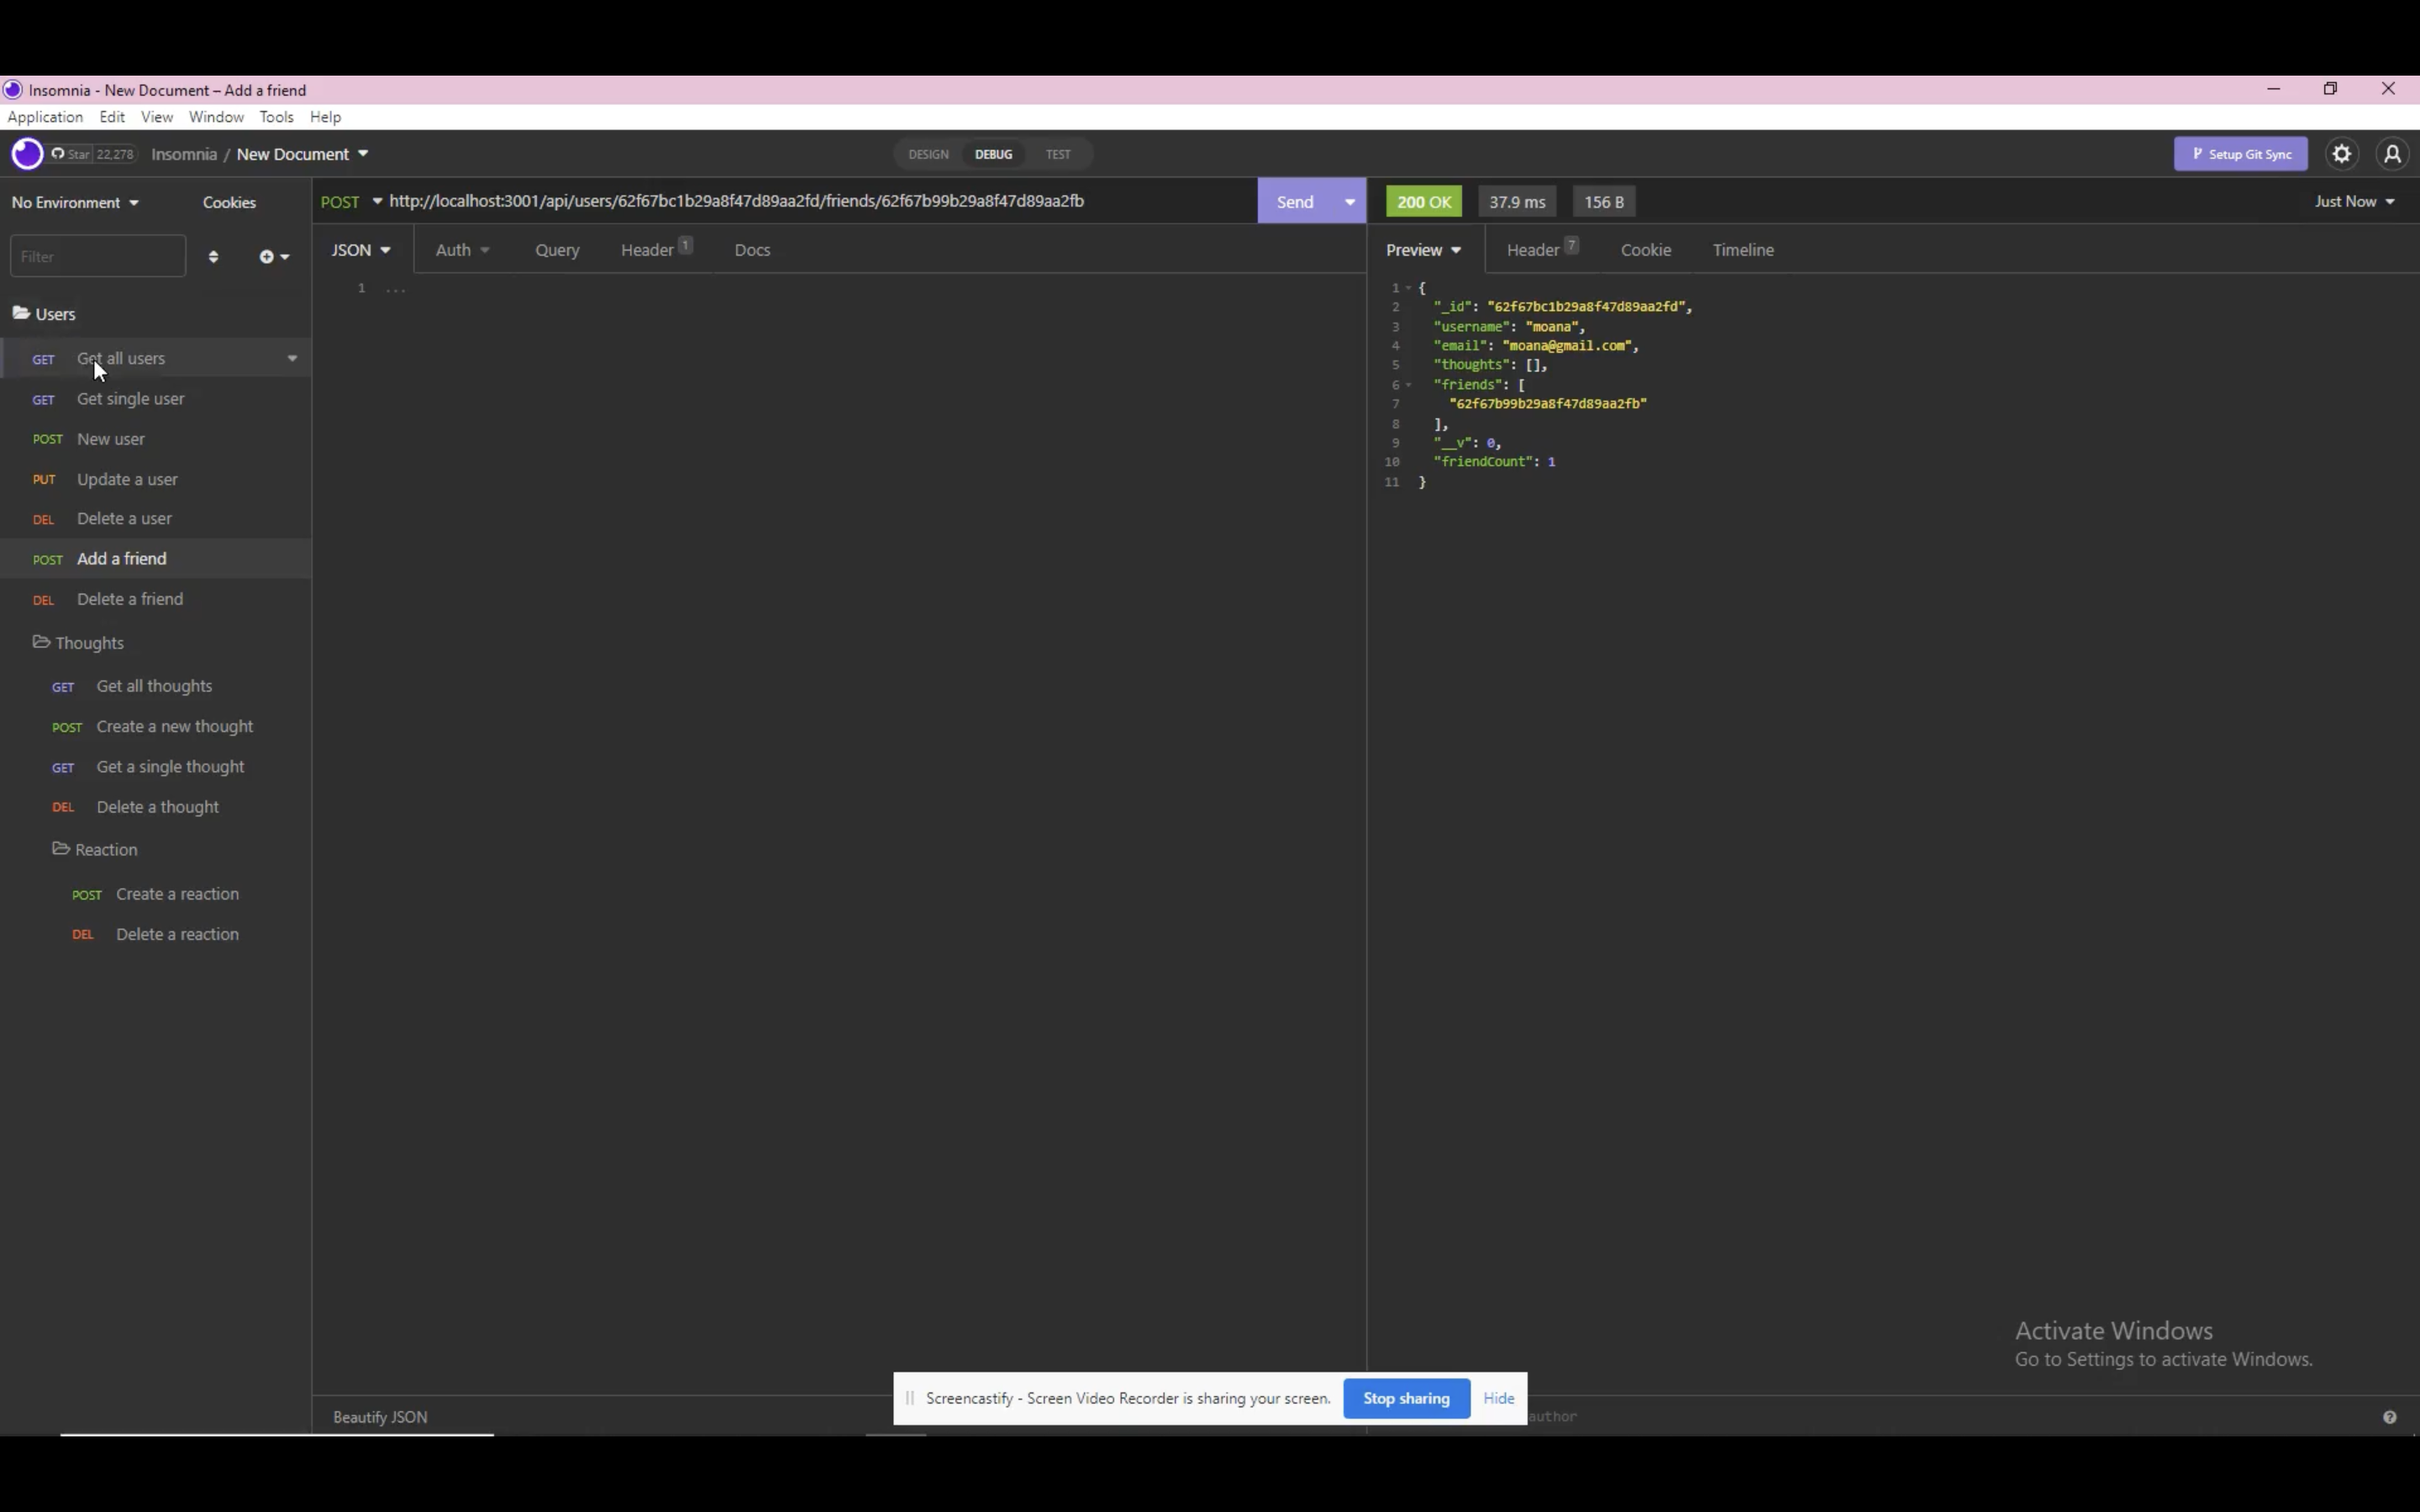 Insomnia - New Document – Add a friend
Application Edit View Window Tools Help
Star 22,278 Insomnia / New Document DESIGN DEBUG TEST Setup Git Sync
No Environment Cookies
POST http://localhost:3001/api/users/62f67bc1b29a8f47d89aa2fd/friends/62f67b99b29a8f47d89aa2fb Send
200 OK 37.9 ms 156 B Just Now
Filter
JSON Auth Query Header 1 Docs
Preview Header 7 Cookie Timeline
Users
GET Get all users
GET Get single user
POST New user
PUT Update a user
DEL Delete a user
POST Add a friend
DEL Delete a friend
Thoughts
GET Get all thoughts
POST Create a new thought
GET Get a single thought
DEL Delete a thought
Reaction
POST Create a reaction
DEL Delete a reaction
1 ...
1 {
2 "_id": "62f67bc1b29a8f47d89aa2fd",
3 "username": "moana",
4 "email": "moana@gmail.com",
5 "thoughts": [],
6 "friends": [
7 "62f67b99b29a8f47d89aa2fb"
8 ],
9 "__v": 0,
10 "friendCount": 1
11 }
Activate Windows
Go to Settings to activate Windows.
Screencastify - Screen Video Recorder is sharing your screen. Stop sharing Hide
Beautify JSON
author